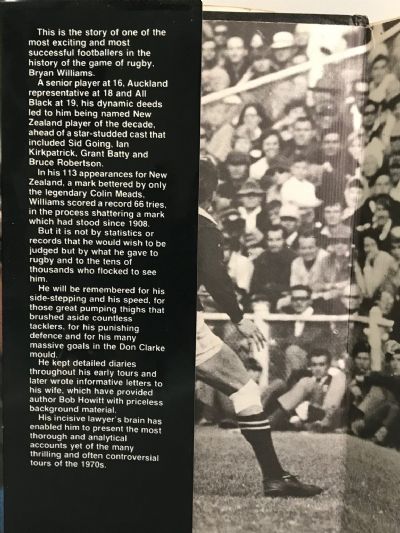 This is the story of one of the
most exciting and most
successful footballers in the
history of the game of rugby,
Bryan Williams.
A senior player at 16, Auckland
representative at 18 and All
Black at 19, his dynamic deeds
led to him being named New
Zealand player of the decade,
ahead of a star-studded cast that
included Sid Going, Ian
Kirkpatrick, Grant Batty and
Bruce Robertson.
In his 113 appearances for New
Zealand, a mark bettered by only
the legendary Colin Meads,
Williams scored a record 66 tries,
in the process shattering a mark
which had stood since 1908.
But it is not by statistics or
records that he would wish to be
judged but by what he gave to
rugby and to the tens of
thousands who flocked to see
him.
He will be remembered for his
side-stepping and his speed, for
those great pumping thighs that
brushed aside countless
tacklers, for his punishing
defence and for his many
massive goals in the Don Clarke
mould.
He kept detailed diaries
throughout his early tours and
later wrote informative letters to
his wife, which have provided
author Bob Howitt with priceless
background material.
His incisive lawyer's brain has
enabled him to present the most
thorough and analytical
accounts yet of the many
thrilling and often controversial
tours of the 1970s.